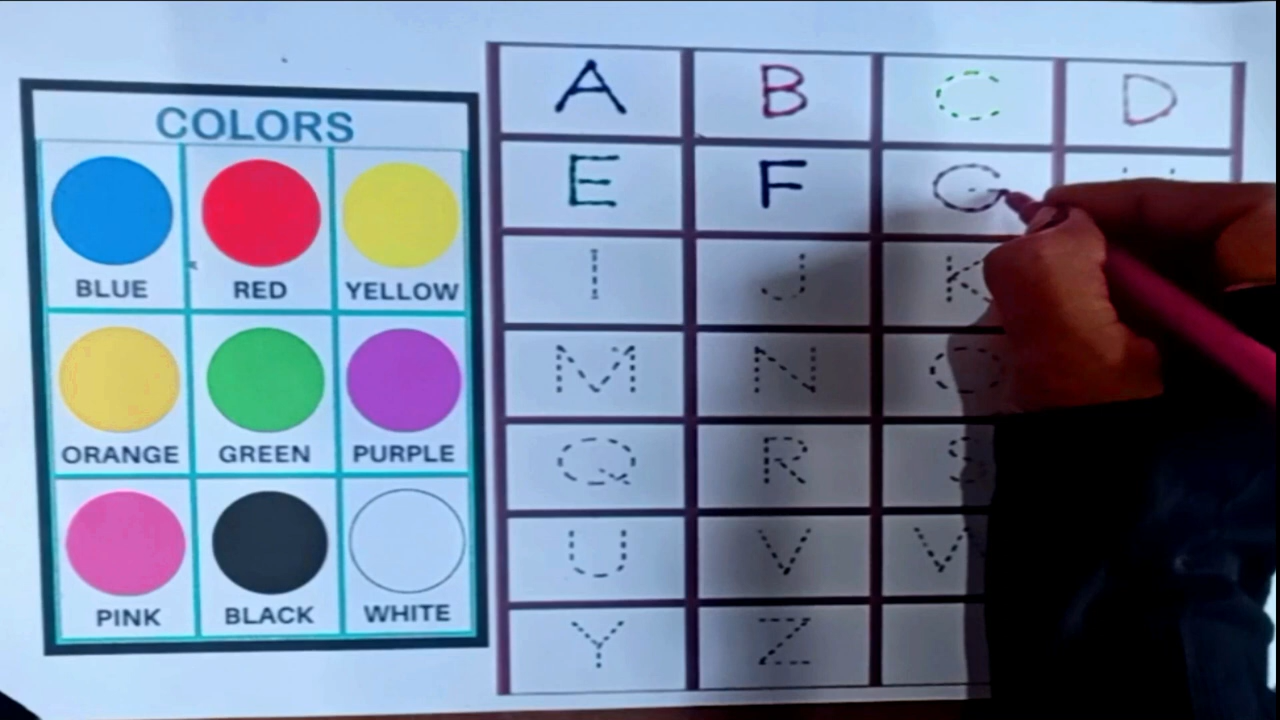 COLORS
BLUE RED YELLOW
ORANGE GREEN PURPLE
PINK BLACK WHITE
A B C D
E F G
I J K
M N O
Q R S
U V W
Y Z